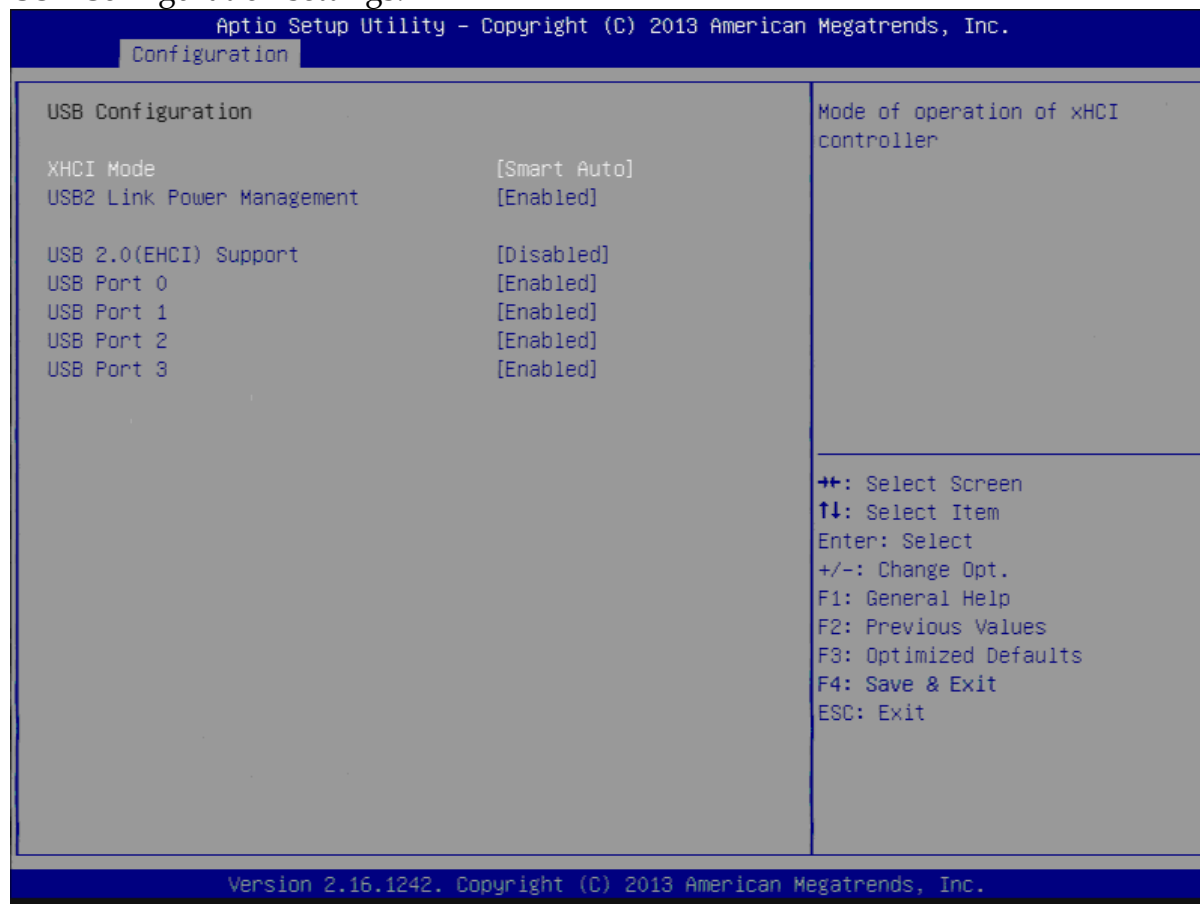 Aptio Setup Utility – Copyright (C) 2013 American Megatrends, Inc.
Configuration
USB Configuration
XHCI Mode [Smart Auto]
USB2 Link Power Management [Enabled]
USB 2.0(EHCI) Support [Disabled]
USB Port 0 [Enabled]
USB Port 1 [Enabled]
USB Port 2 [Enabled]
USB Port 3 [Enabled]
Mode of operation of xHCI
controller
→←: Select Screen
↑↓: Select Item
Enter: Select
+/-: Change Opt.
F1: General Help
F2: Previous Values
F3: Optimized Defaults
F4: Save & Exit
ESC: Exit
Version 2.16.1242. Copyright (C) 2013 American Megatrends, Inc.